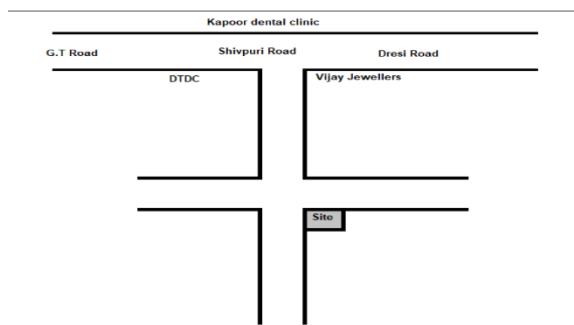 Kapoor dental clinic
G.T Road Shivpuri Road Dresi Road
DTDC Vijay Jewellers
Site